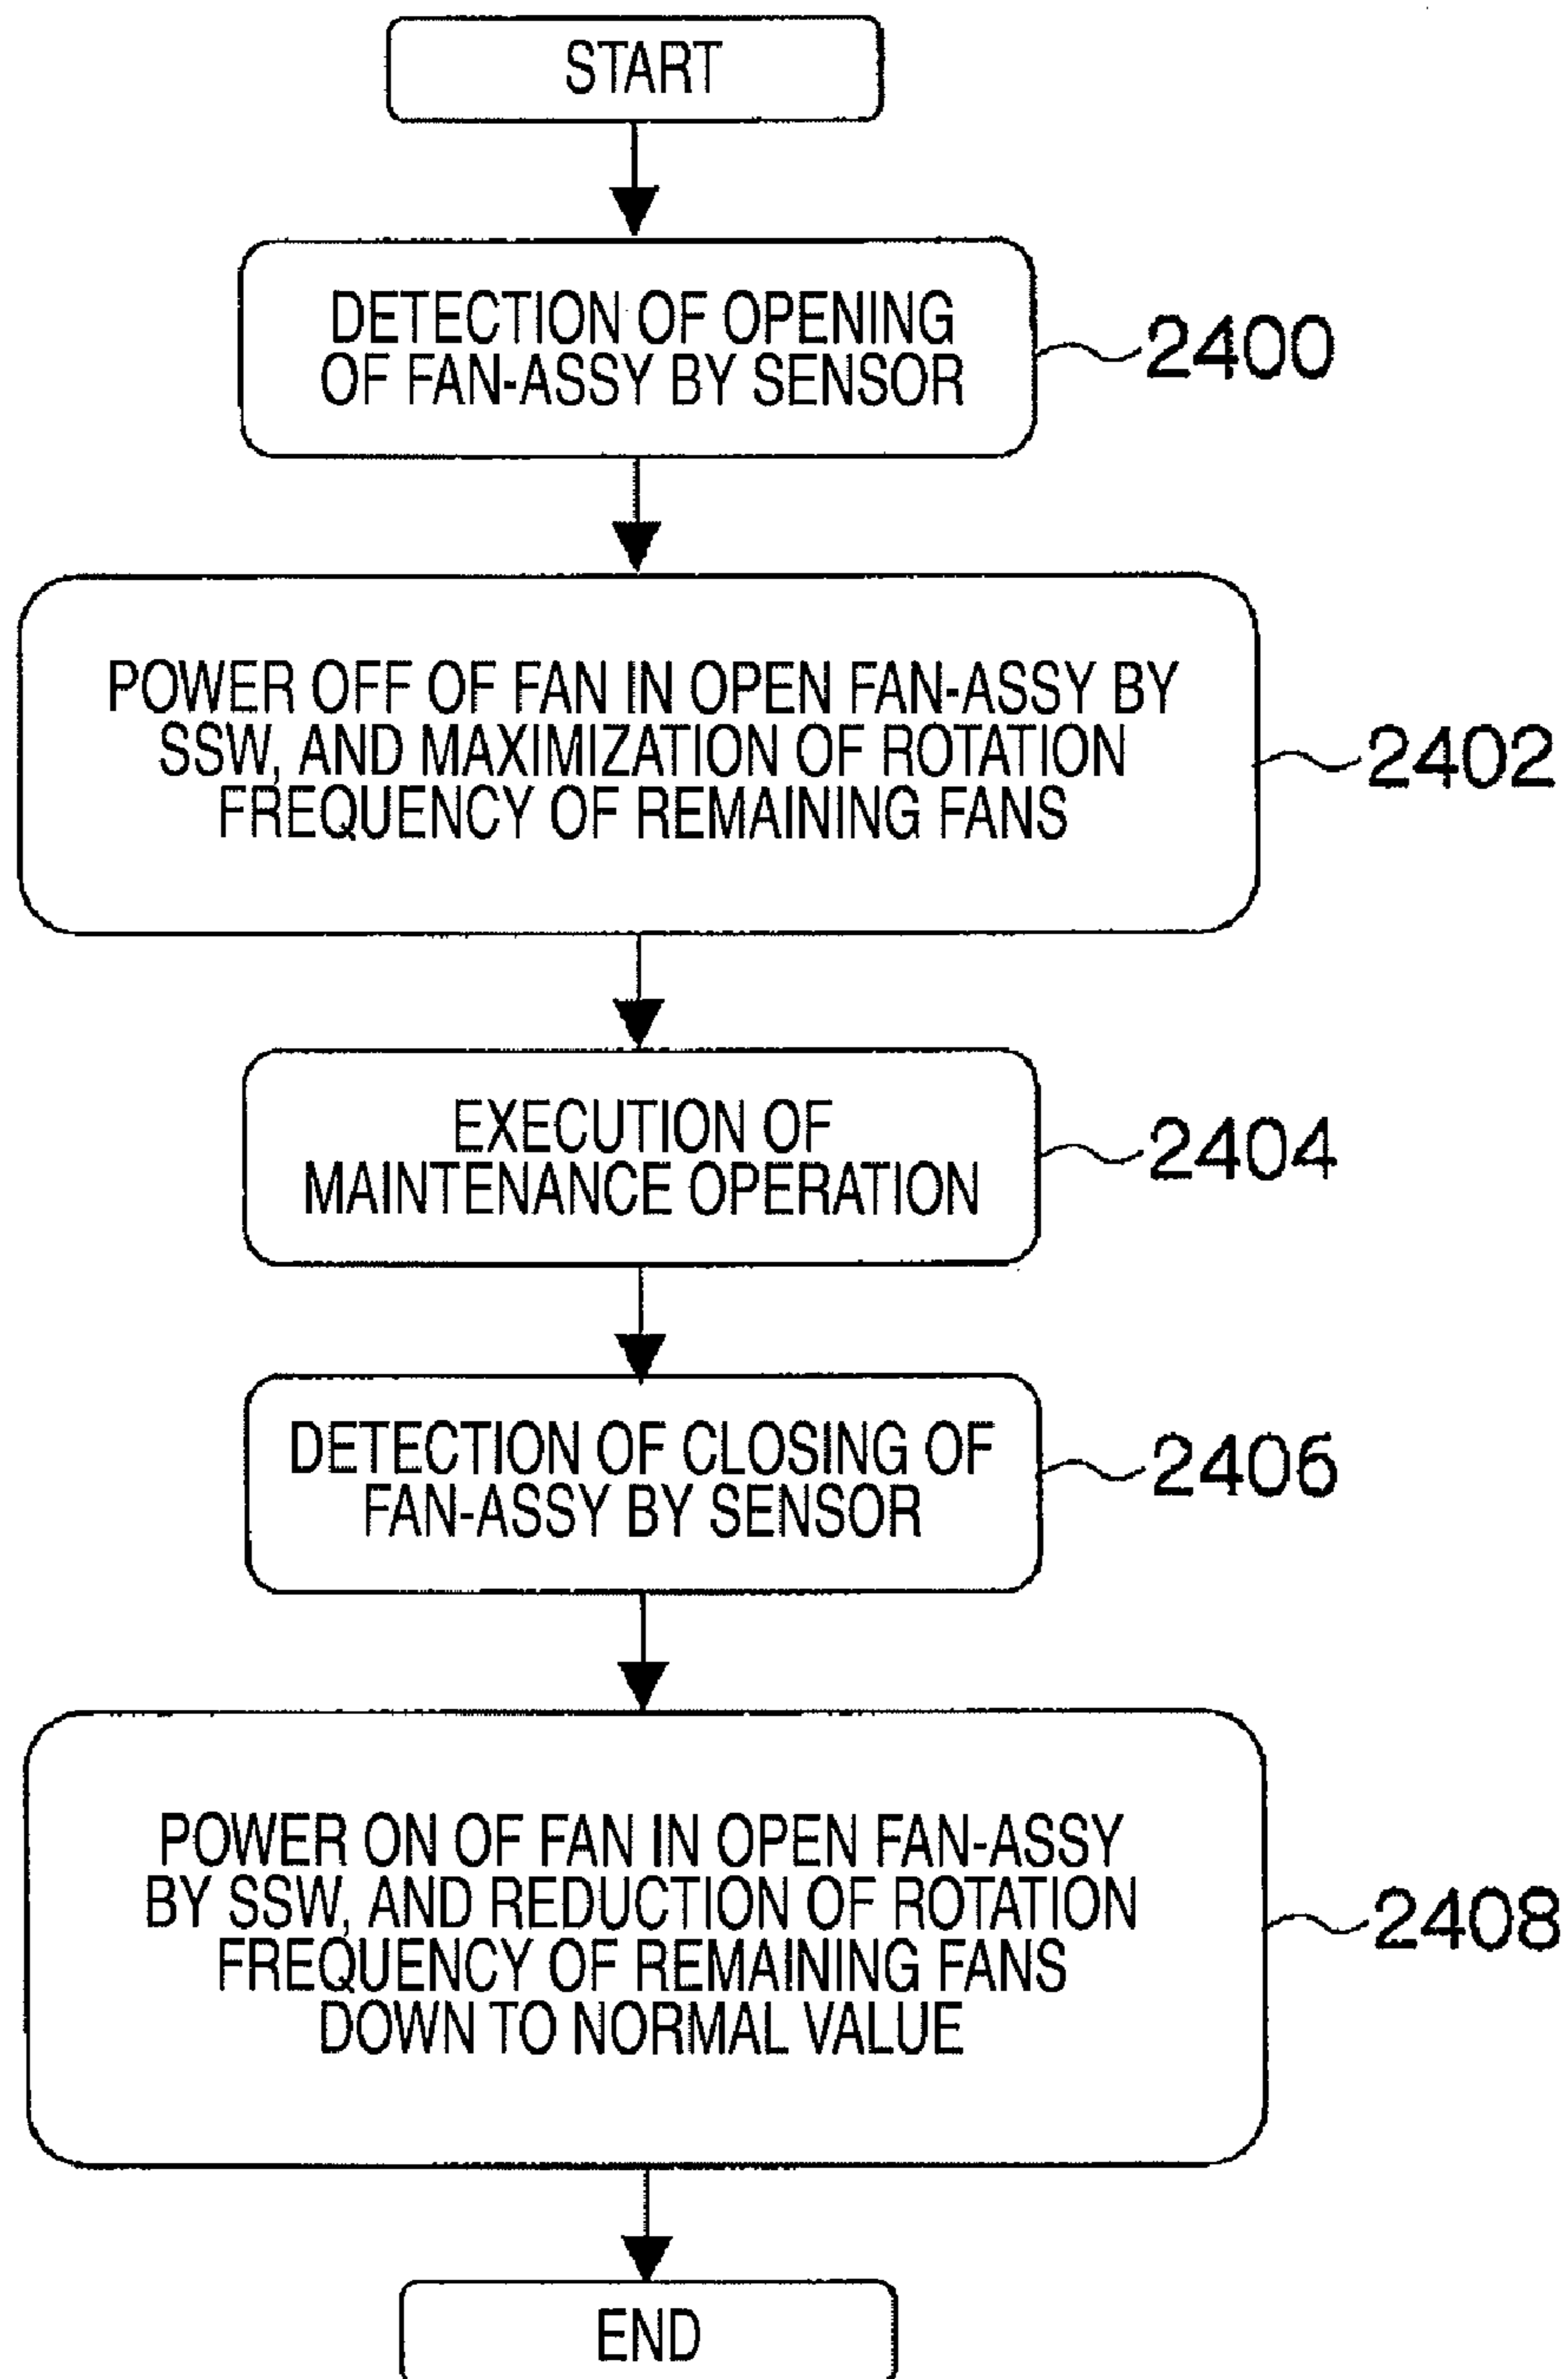 START
DETECTION OF OPENING
OF FAN-ASSY BY SENSOR
2400
POWER OFF OF FAN IN OPEN FAN-ASSY BY
SSW, AND MAXIMIZATION OF ROTATION
FREQUENCY OF REMAINING FANS
2402
EXECUTION OF
MAINTENANCE OPERATION
2404
DETECTION OF CLOSING OF
FAN-ASSY BY SENSOR
2406
POWER ON OF FAN IN OPEN FAN-ASSY
BY SSW, AND REDUCTION OF ROTATION
FREQUENCY OF REMAINING FANS
DOWN TO NORMAL VALUE
2408
END